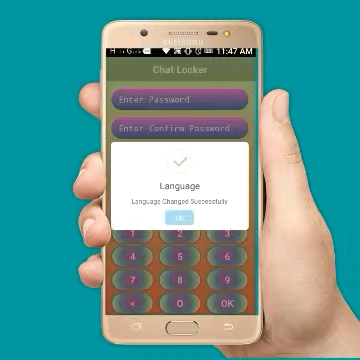 SAMSUNG
11:47 AM
Chat Locker
Enter Password
Enter Confirm Password
Language
Language Changed Successfully
OK
1 2 3
4 5 6
7 8 9
< 0 OK